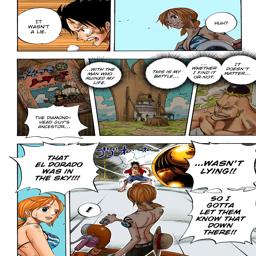 HUH?
IT
WASN'T
A LIE.
IT
DOESN'T
MATTER...
WHETHER
I FIND IT
OR NOT.
THIS IS MY
BATTLE...
...WITH THE
MAN WHO
RUINED
MY LIFE.
THE
DIAMOND-
HEAD GUY'S
ANCESTOR...
...WASN'T
LYING!!
SO I
GOTTA
LET THEM
KNOW THAT
DOWN
THERE!!
THAT
EL DORADO
WAS IN
THE SKY!!!